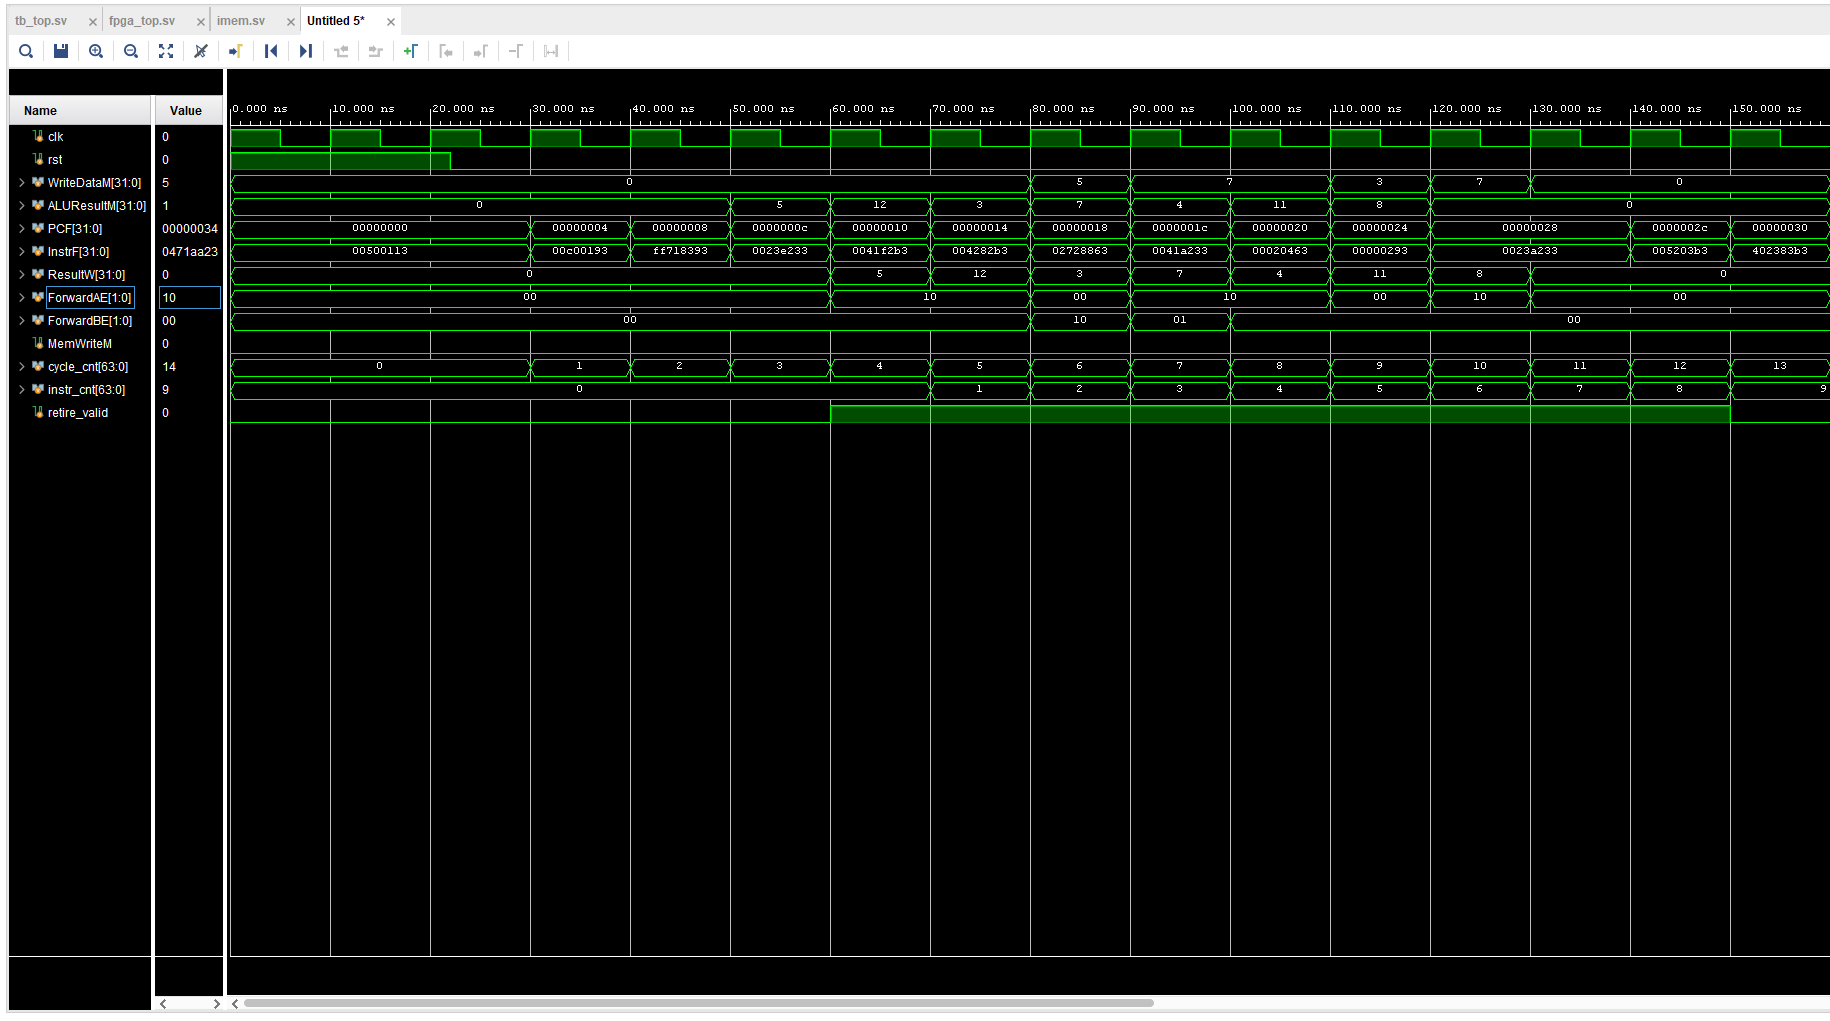 tb_top.sv × fpga_top.sv × imem.sv × Untitled 5* ×
Name Value 0.000 ns 10.000 ns 20.000 ns 30.000 ns 40.000 ns 50.000 ns 60.000 ns 70.000 ns 80.000 ns 90.000 ns 100.000 ns 110.000 ns 120.000 ns 130.000 ns 140.000 ns 150.000 ns
clk 0
rst 0
WriteDataM[31:0] 5 0 5 7 3 7 0
ALUResultM[31:0] 1 0 5 12 3 7 4 11 8 0
PCF[31:0] 00000034 00000000 00000004 00000008 0000000c 00000010 00000014 00000018 0000001c 00000020 00000024 00000028 0000002c 00000030
InstrF[31:0] 0471aa23 00500113 00c00193 ff718393 0023e233 0041f2b3 004282b3 02728863 0041a233 00020463 00000293 0023a233 005203b3 402383b3
ResultW[31:0] 0 0 5 12 3 7 4 11 8 0
ForwardAE[1:0] 10 00 10 00 10 00 10 00
ForwardBE[1:0] 00 00 10 01 00
MemWriteM 0
cycle_cnt[63:0] 14 0 1 2 3 4 5 6 7 8 9 10 11 12 13
instr_cnt[63:0] 9 0 1 2 3 4 5 6 7 8 9
retire_valid 0